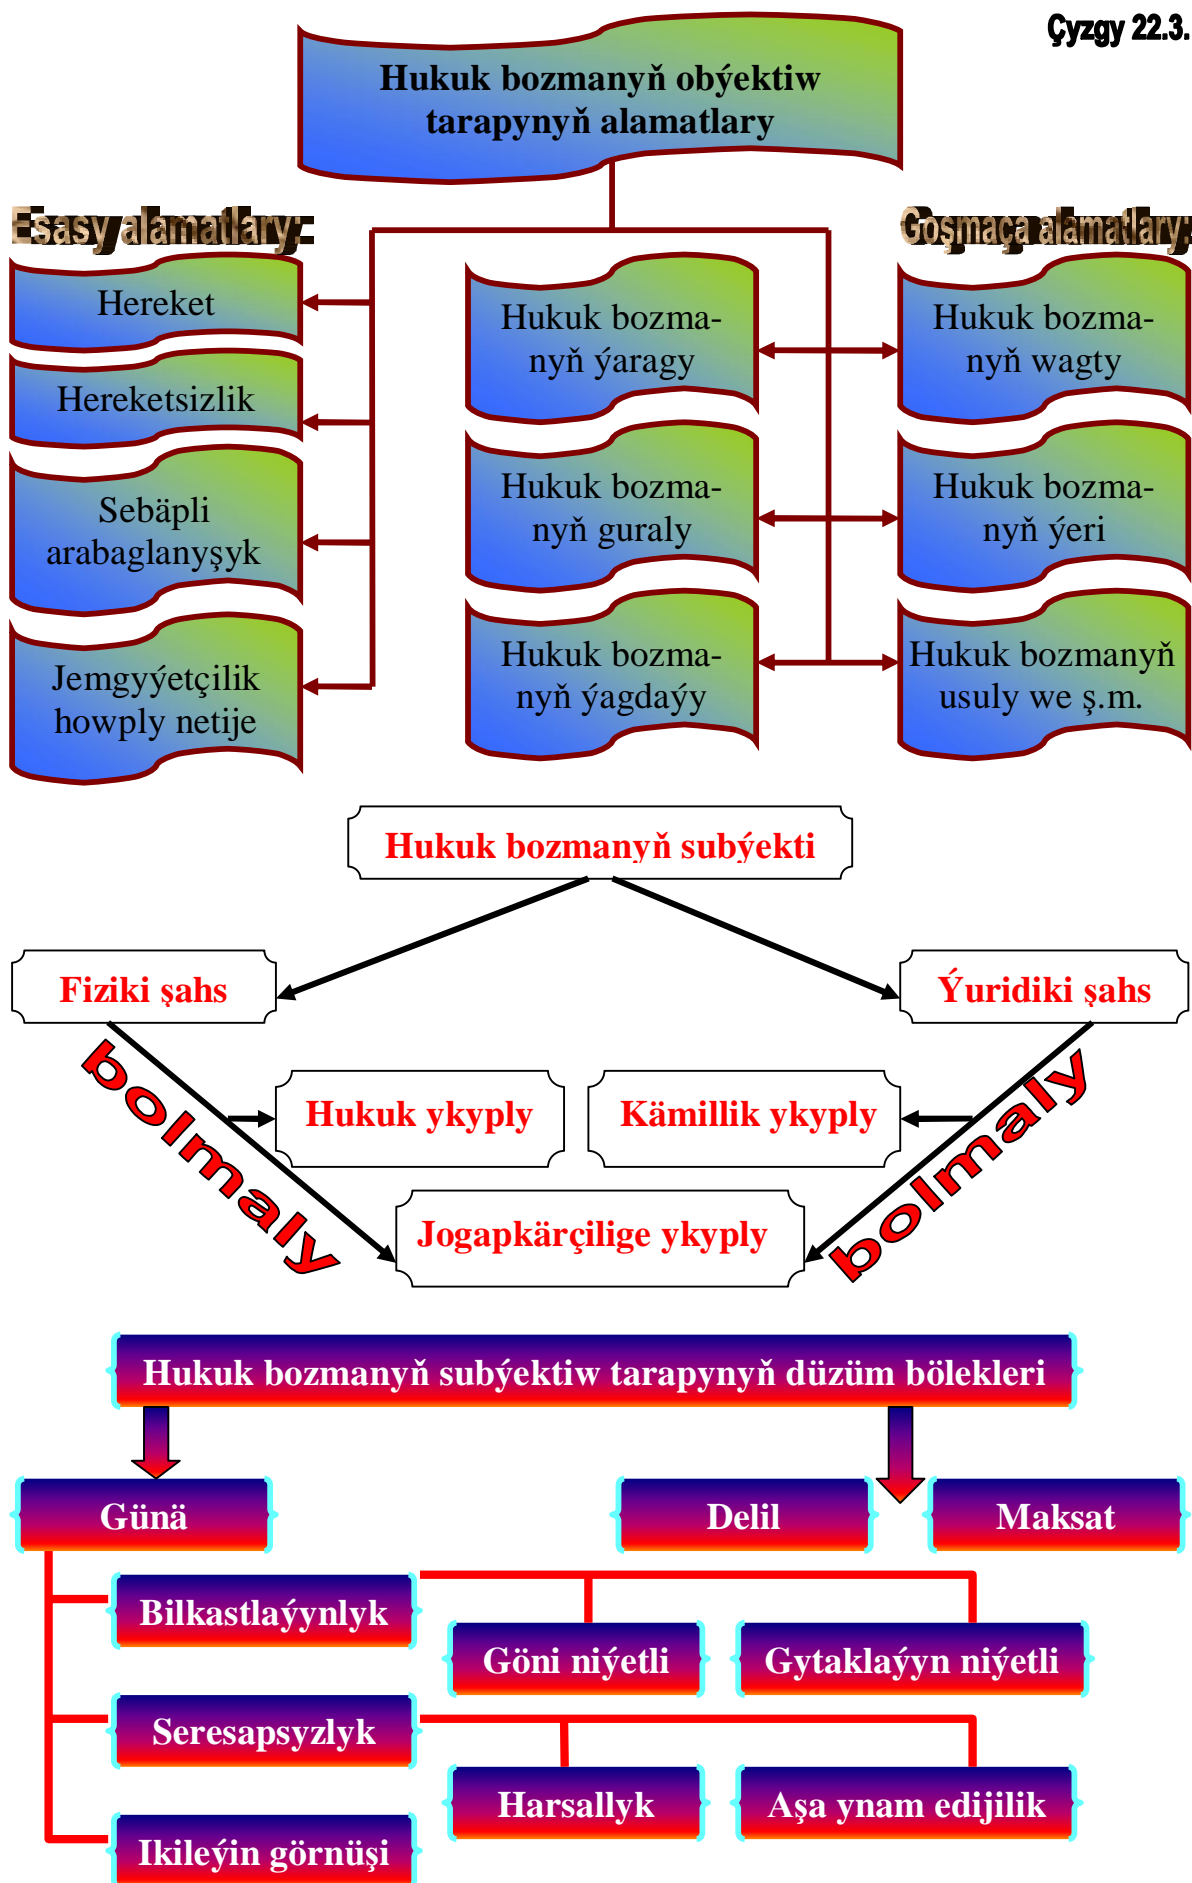 Çyzgy 22.3.
Hukuk bozmanyň obýektiw
tarapynyň alamatlary
Esasy alamatlary:
Goşmaça alamatlary:
Hereket
Hereketsizlik
Sebäpli
arabaglanyşyk
Jemgyýetçilik
howply netije
Hukuk bozma-
nyň ýaragy
Hukuk bozma-
nyň guraly
Hukuk bozma-
nyň ýagdaýy
Hukuk bozma-
nyň wagty
Hukuk bozma-
nyň ýeri
Hukuk bozmanyň
usuly we ş.m.
Hukuk bozmanyň subýekti
Fiziki şahs
Ýuridiki şahs
bolmaly
bolmaly
Hukuk ykyply
Kämillik ykyply
Jogapkärçilige ykyply
Hukuk bozmanyň subýektiw tarapynyň düzüm bölekleri
Günä
Delil
Maksat
Bilkastlaýynlyk
Göni niýetli
Gytaklaýyn niýetli
Seresapsyzlyk
Harsallyk
Aşa ynam edijilik
Ikileýin görnüşi